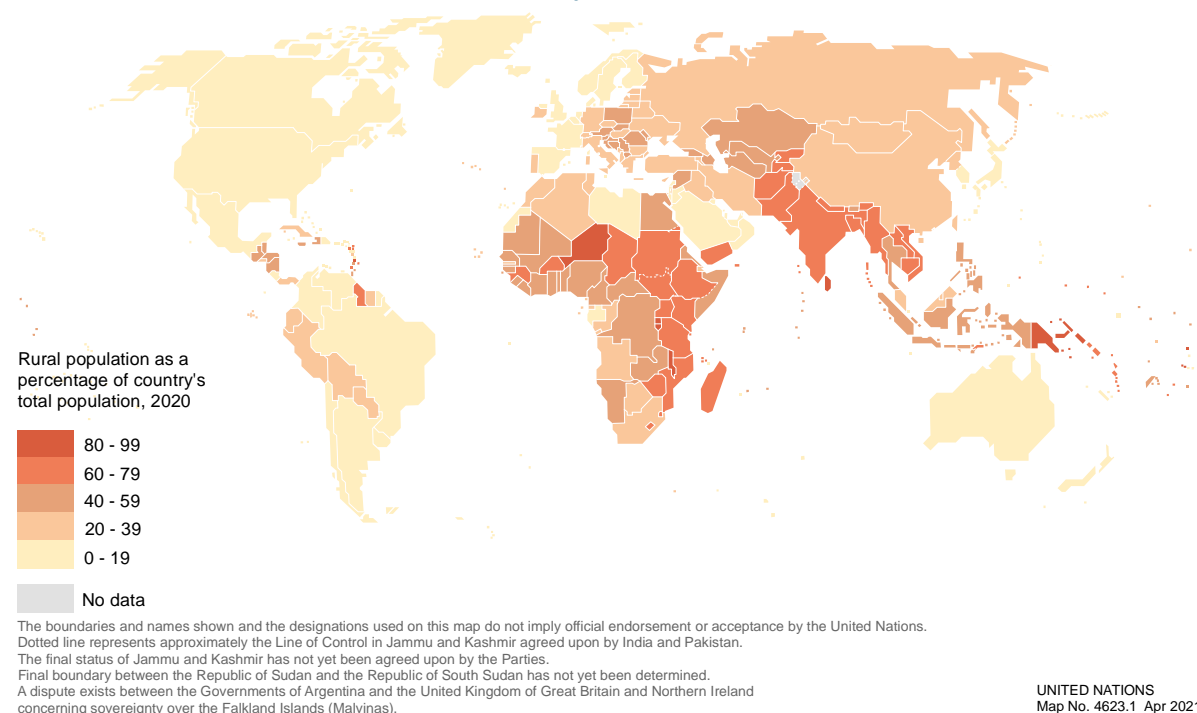 Rural population as a
percentage of country's
total population, 2020
80 - 99
60 - 79
40 - 59
20 - 39
0 - 19
No data
The boundaries and names shown and the designations used on this map do not imply official endorsement or acceptance by the United Nations.
Dotted line represents approximately the Line of Control in Jammu and Kashmir agreed upon by India and Pakistan.
The final status of Jammu and Kashmir has not yet been agreed upon by the Parties.
Final boundary between the Republic of Sudan and the Republic of South Sudan has not yet been determined.
A dispute exists between the Governments of Argentina and the United Kingdom of Great Britain and Northern Ireland
concerning sovereignty over the Falkland Islands (Malvinas).
UNITED NATIONS
Map No. 4623.1 Apr 2021